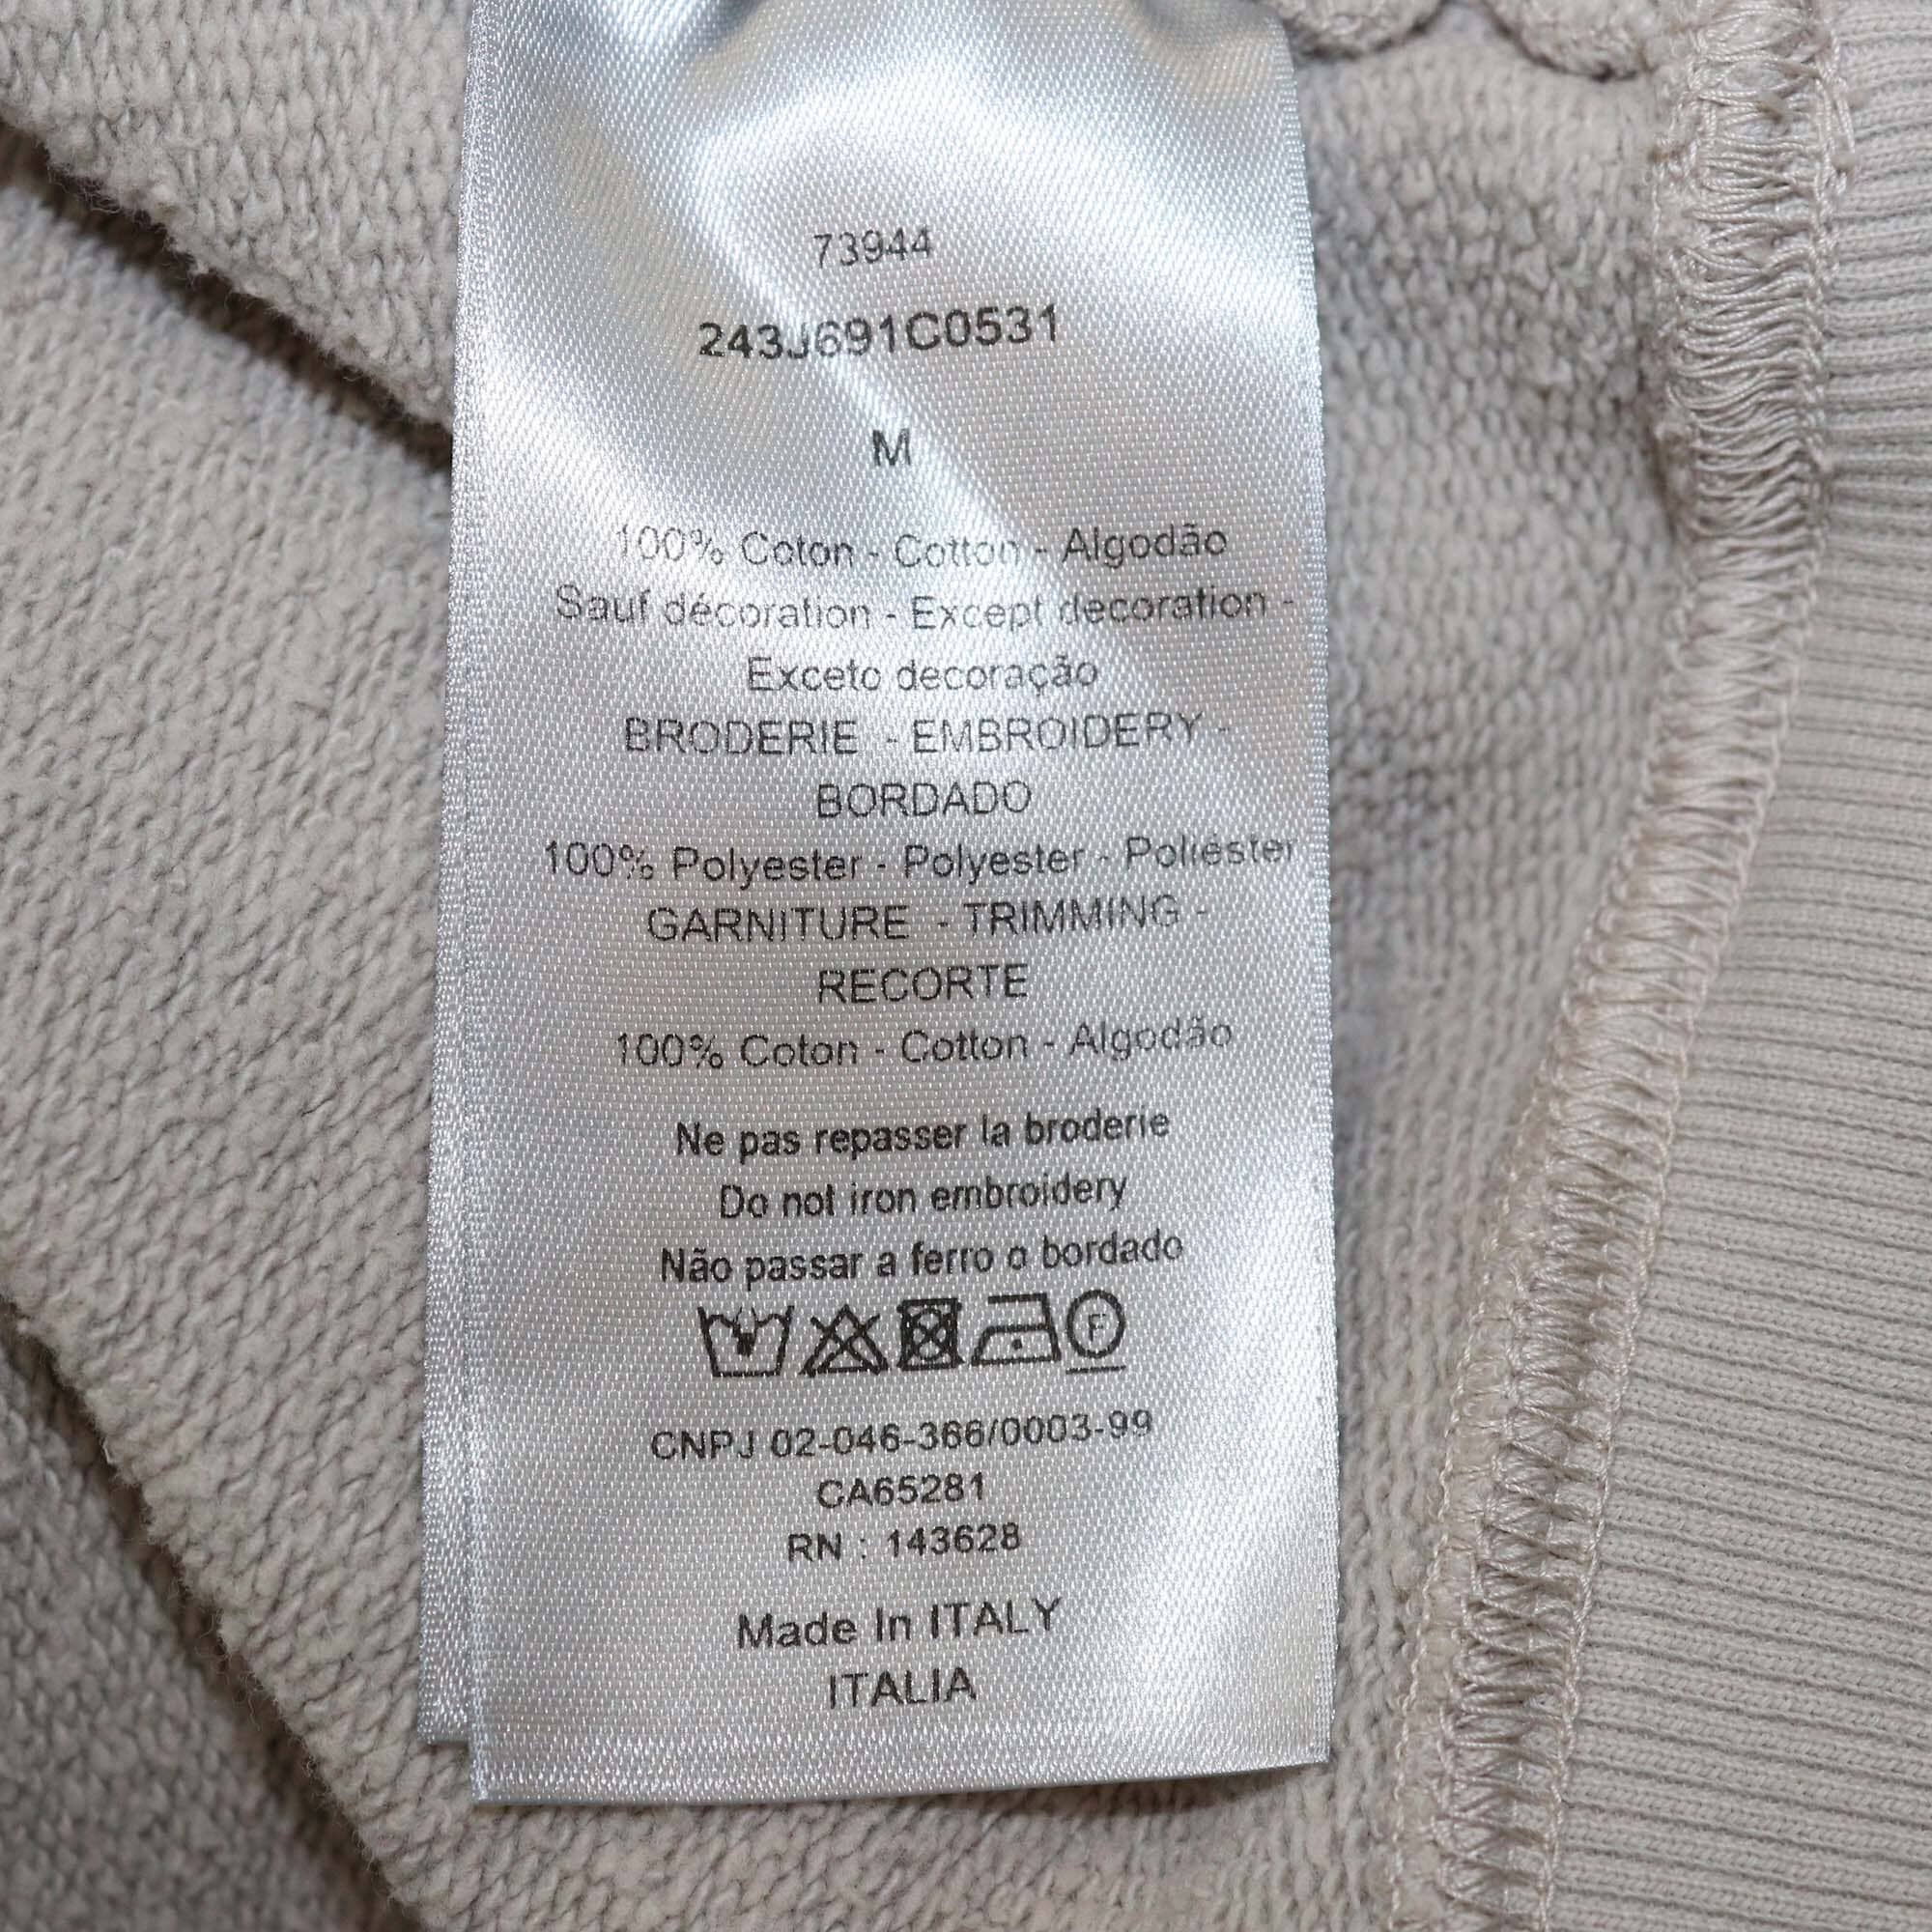 73944
243J691C0531
M
100% Coton - Cotton - Algodão
Sauf décoration - Except decoration -
Exceto decoração
BRODERIE - EMBROIDERY -
BORDADO
100% Polyester - Polyester - Poliéster
GARNITURE - TRIMMING -
RECORTE
100% Coton - Cotton - Algodão
Ne pas repasser la broderie
Do not iron embroidery
Não passar a ferro o bordado
F
CNPJ 02-046-366/0003-99
CA65281
RN : 143628
Made In ITALY
ITALIA